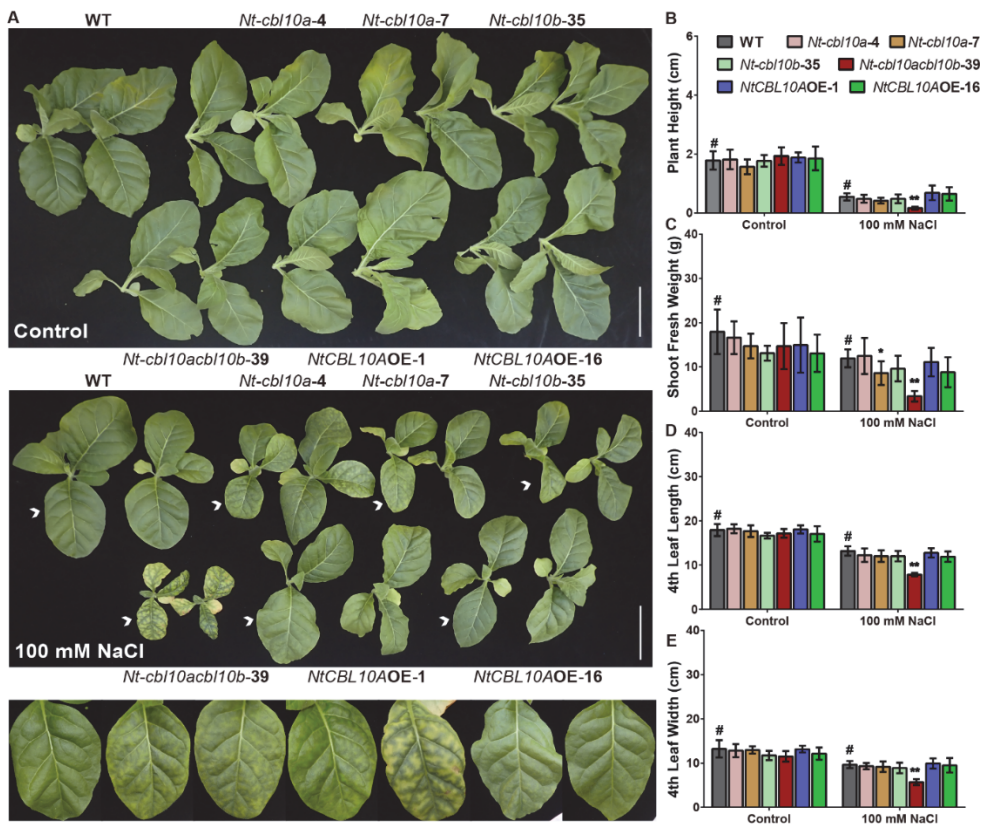 A
WT Nt-cbl10a-4 Nt-cbl10a-7 Nt-cbl10b-35
Control
Nt-cbl10acbl10b-39 NtCBL10AOE-1 NtCBL10AOE-16
WT Nt-cbl10a-4 Nt-cbl10a-7 Nt-cbl10b-35
100 mM NaCl
Nt-cbl10acbl10b-39 NtCBL10AOE-1 NtCBL10AOE-16
B
Plant Height (cm)
6
4
2
0
WT Nt-cbl10a-4 Nt-cbl10a-7
Nt-cbl10b-35 Nt-cbl10acbl10b-39
NtCBL10AOE-1 NtCBL10AOE-16
# # **
Control 100 mM NaCl
C
Shoot Fresh Weight (g)
40
30
20
10
0
# # * **
Control 100 mM NaCl
D
4th Leaf Length (cm)
40
30
20
10
0
# # **
Control 100 mM NaCl
E
4th Leaf Width (cm)
40
30
20
10
0
# # **
Control 100 mM NaCl